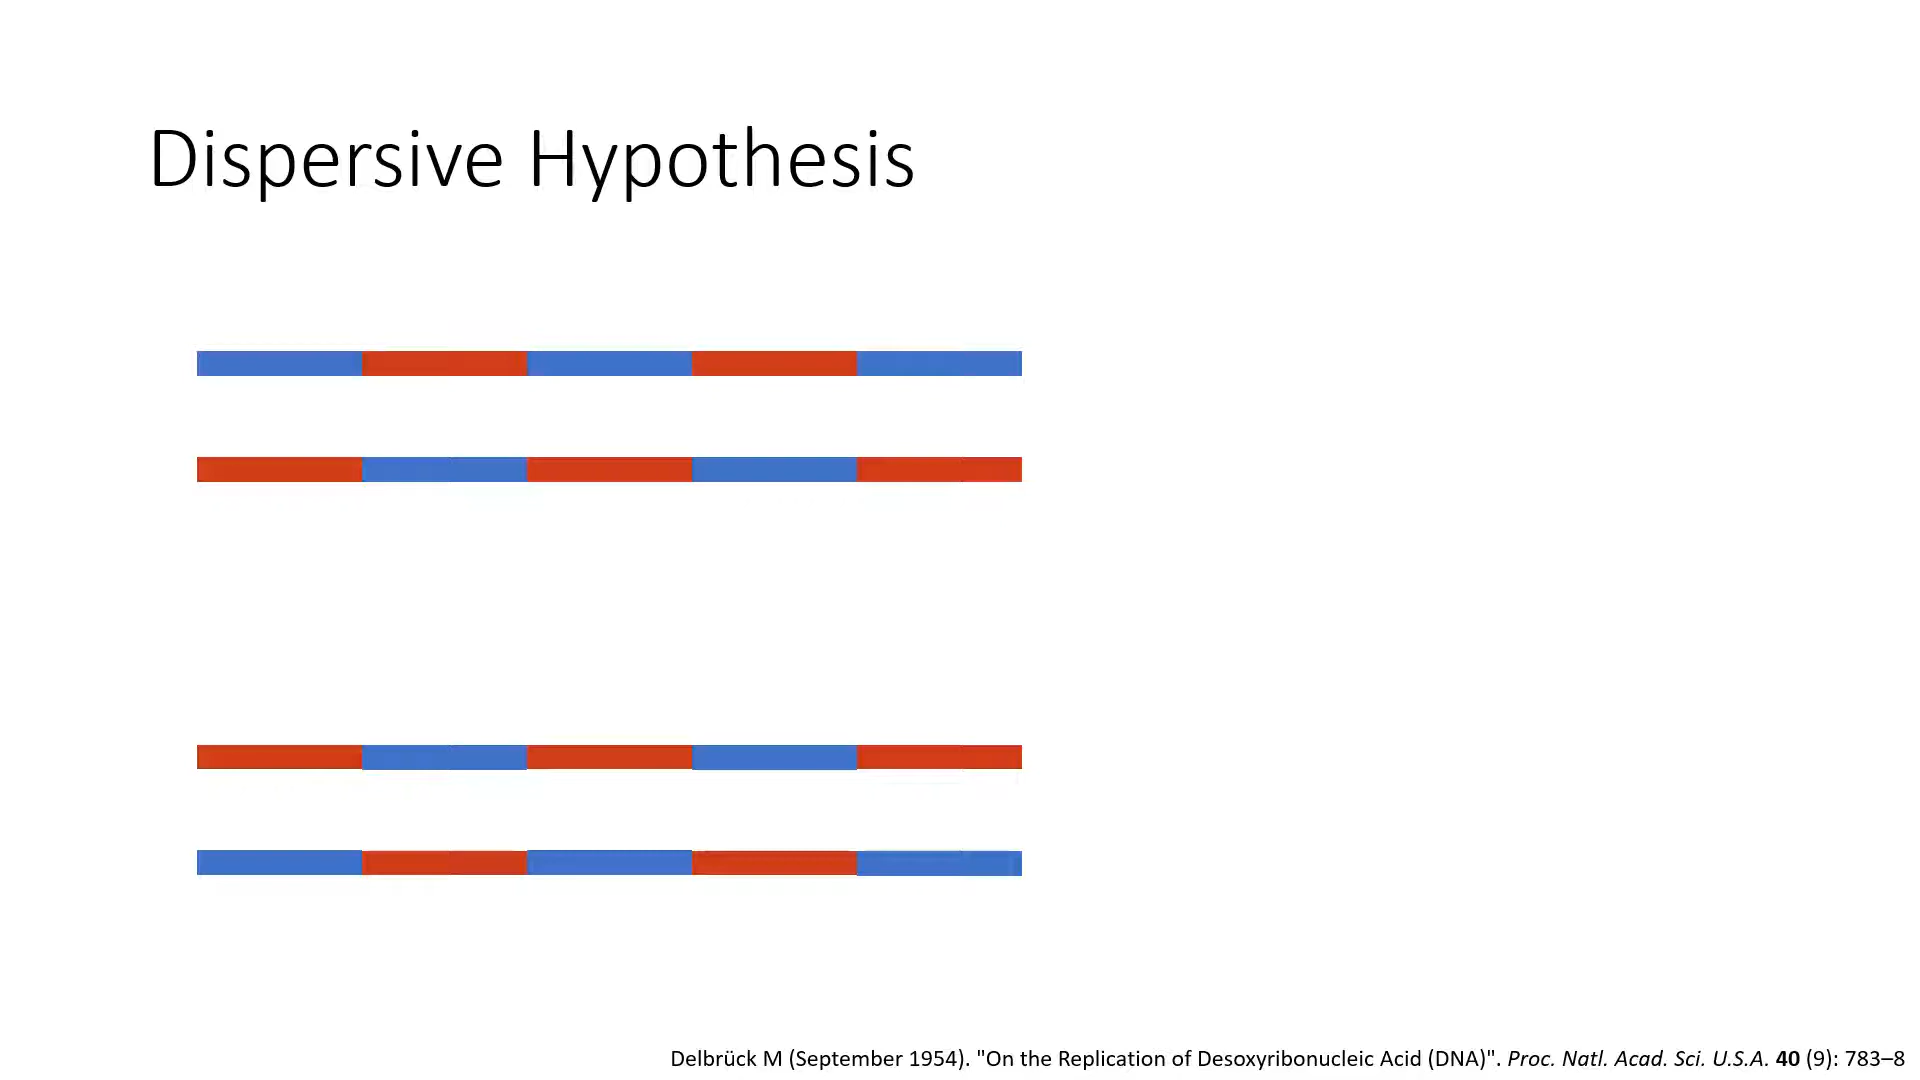 Dispersive Hypothesis
Delbrück M (September 1954). "On the Replication of Desoxyribonucleic Acid (DNA)". Proc. Natl. Acad. Sci. U.S.A. 40 (9): 783–8